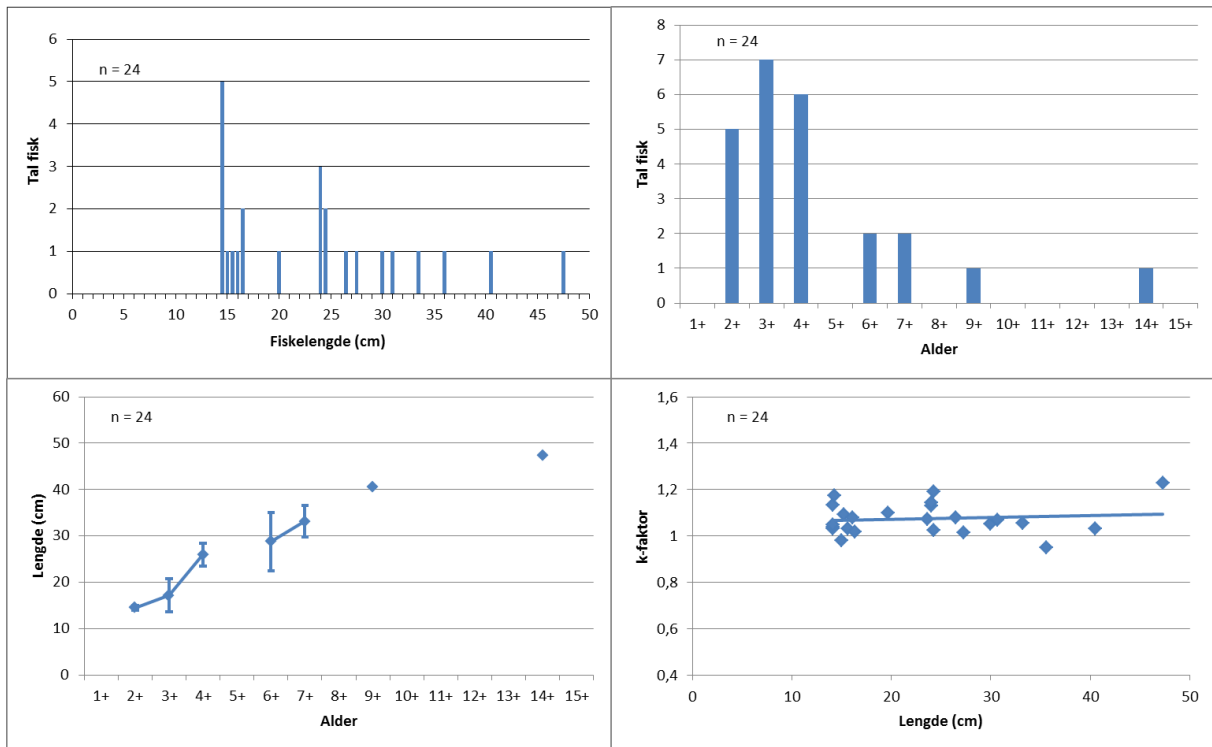 n = 24
6
5
4
3
2
1
0
Tal fisk
0 5 10 15 20 25 30 35 40 45 50
Fiskelengde (cm)
n = 24
8
7
6
5
4
3
2
1
0
Tal fisk
1+ 2+ 3+ 4+ 5+ 6+ 7+ 8+ 9+ 10+ 11+ 12+ 13+ 14+ 15+
Alder
n = 24
60
50
40
30
20
10
0
Lengde (cm)
1+ 2+ 3+ 4+ 5+ 6+ 7+ 8+ 9+ 10+ 11+ 12+ 13+ 14+ 15+
Alder
n = 24
1,6
1,4
1,2
1
0,8
0,6
0,4
k-faktor
0 10 20 30 40 50
Lengde (cm)